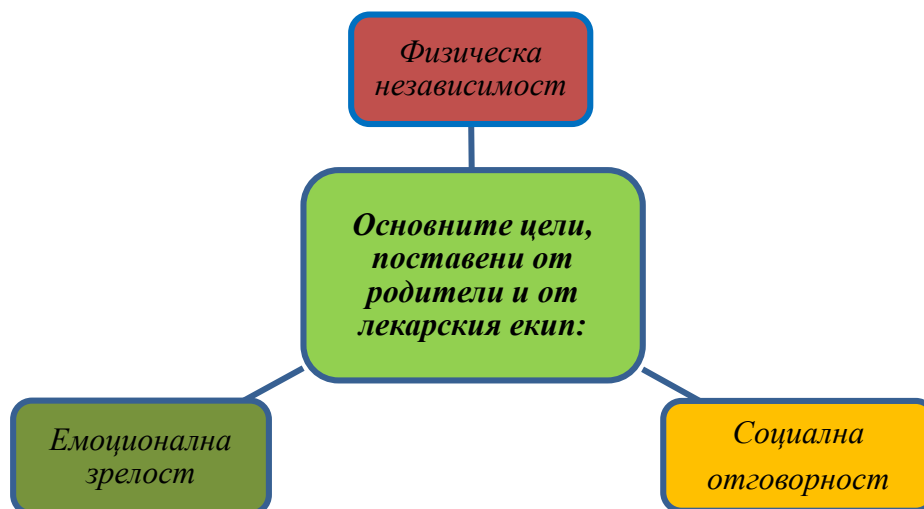 Физическа
независимост
Основните цели,
поставени от
родители и от
лекарския екип:
Емоционална
зрелост
Социална
отговорност